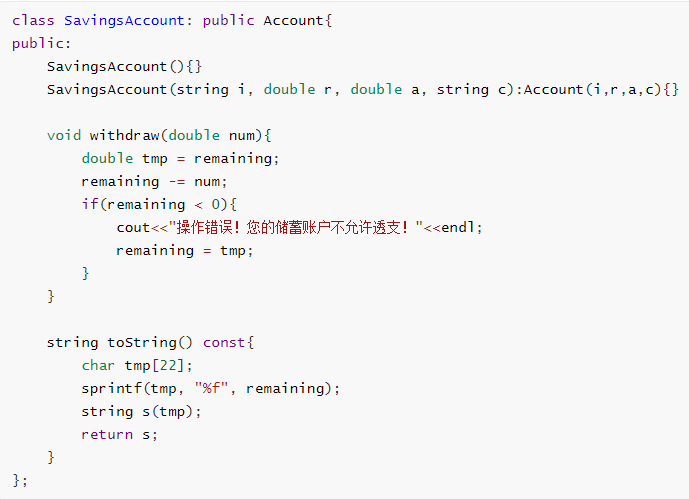 class SavingsAccount: public Account{
public:
    SavingsAccount(){}
    SavingsAccount(string i, double r, double a, string c):Account(i,r,a,c){}

    void withdraw(double num){
        double tmp = remaining;
        remaining -= num;
        if(remaining < 0){
            cout<<"操作错误！您的储蓄账户不允许透支！"<<endl;
            remaining = tmp;
        }
    }

    string toString() const{
        char tmp[22];
        sprintf(tmp, "%f", remaining);
        string s(tmp);
        return s;
    }
};